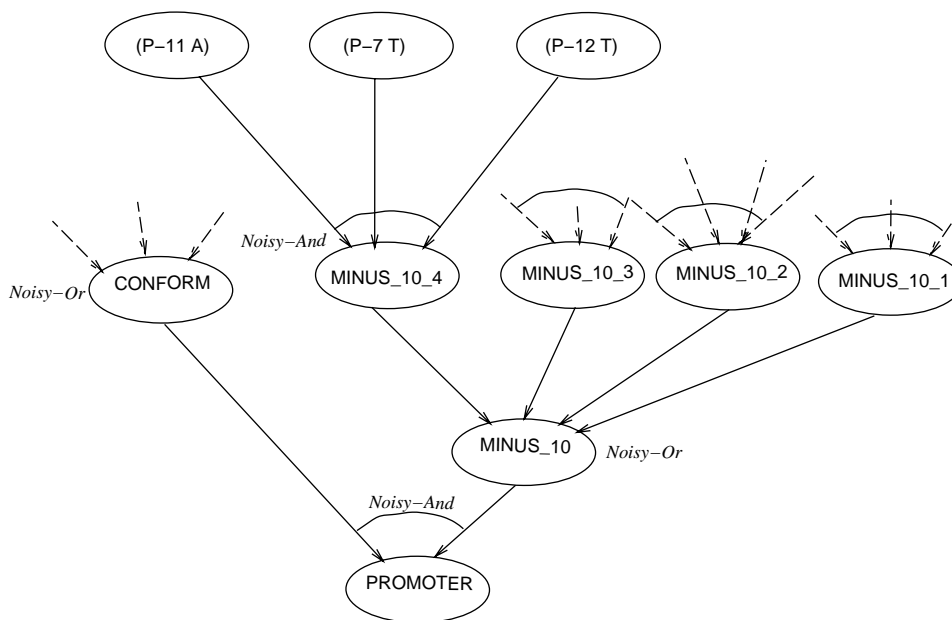 (P−11 A)
(P−7 T)
(P−12 T)
Noisy−And
CONFORM
MINUS_10_4
MINUS_10_3
MINUS_10_2
MINUS_10_1
Noisy−Or
MINUS_10
Noisy−Or
Noisy−And
PROMOTER